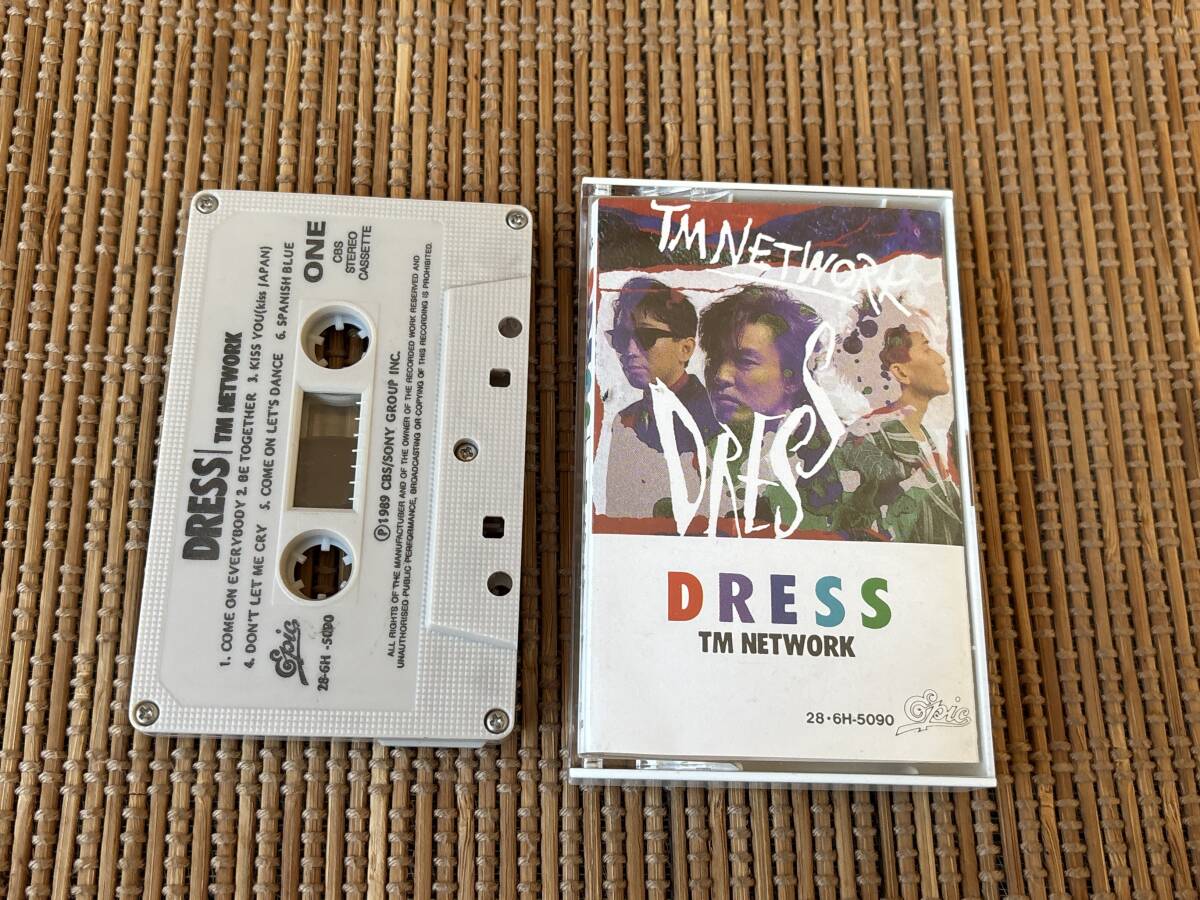 DRESS | TM NETWORK
1. COME ON EVERYBODY 2. BE TOGETHER 3. KISS YOU(kiss JAPAN)
4. DON'T LET ME CRY 5. COME ON LET'S DANCE 6. SPANISH BLUE
ONE
CBS
STEREO
CASSETTE
Epic
28-6H -5090
Ⓟ1989 CBS/SONY GROUP INC.
ALL RIGHTS OF THE MANUFACTURER AND OF THE OWNER OF THE RECORDED WORK RESERVED AND
UNAUTHORISED PUBLIC PERFORMANCE, BROADCASTING OR COPYING OF THIS RECORDING IS PROHIBITED.
TM NETWORK
DRESS
DRESS
TM NETWORK
28・6H-5090
Epic